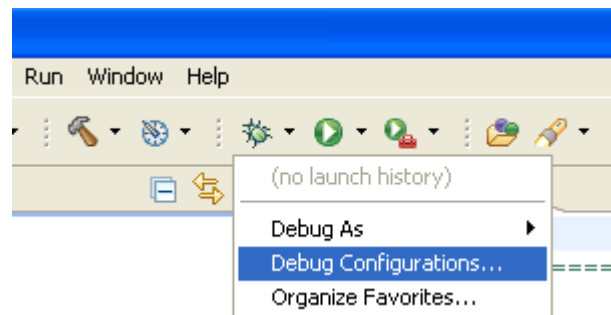 Run Window Help
(no launch history)
Debug As
Debug Configurations...
====
Organize Favorites...